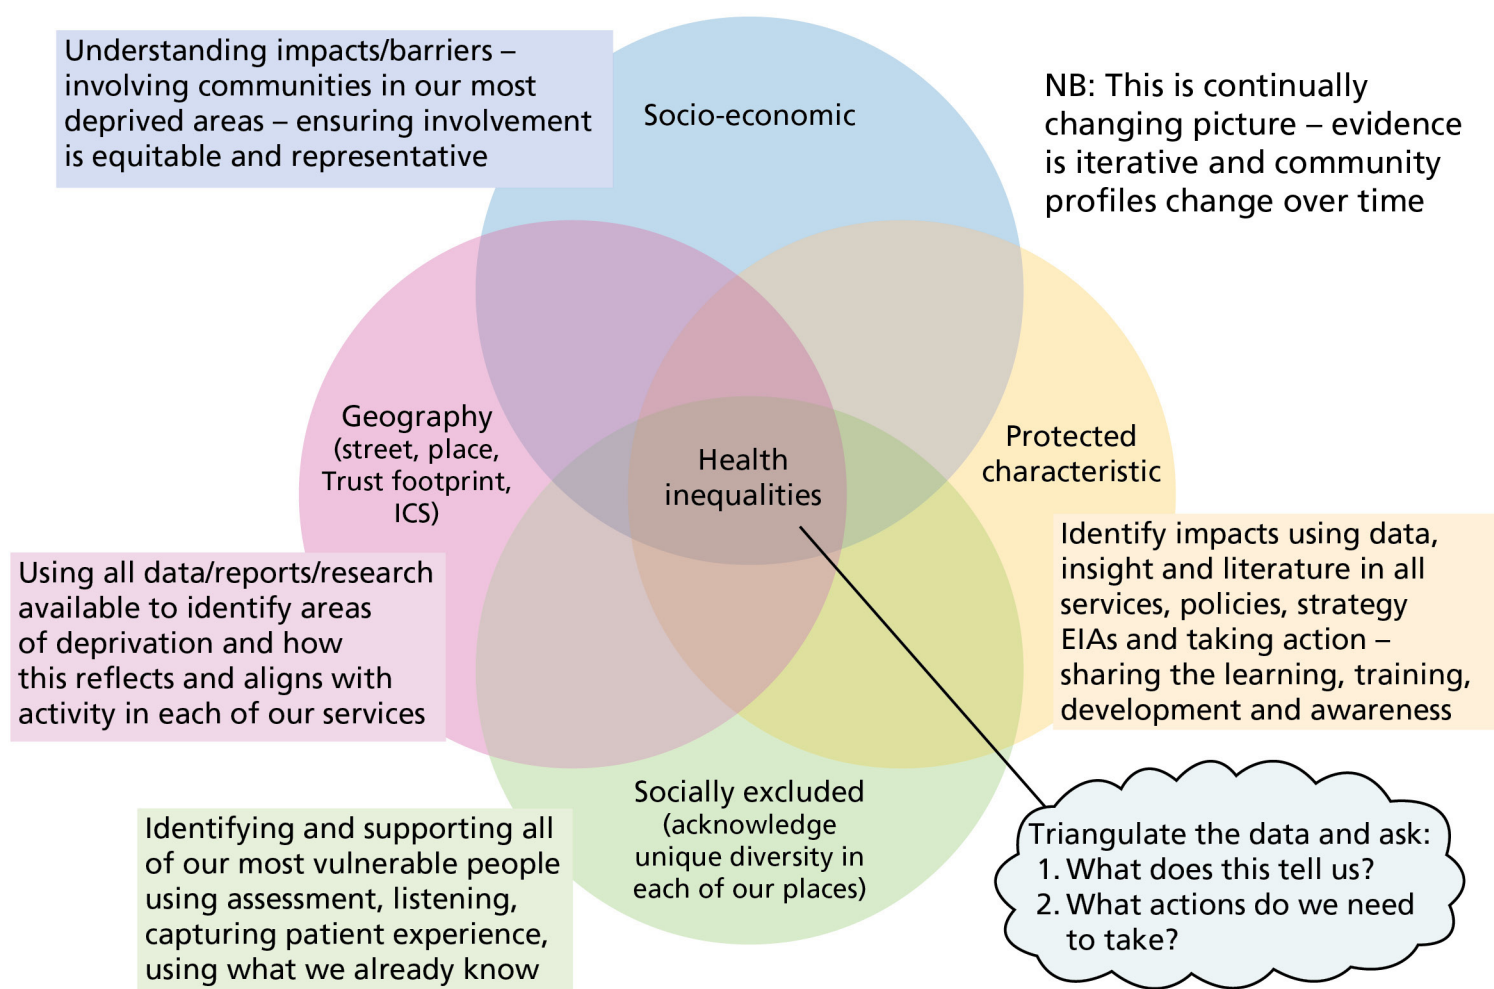 Understanding impacts/barriers –
involving communities in our most
deprived areas – ensuring involvement
is equitable and representative
Socio-economic
NB: This is continually
changing picture – evidence
is iterative and community
profiles change over time
Geography
(street, place,
Trust footprint,
ICS)
Health
inequalities
Protected
characteristic
Using all data/reports/research
available to identify areas
of deprivation and how
this reflects and aligns with
activity in each of our services
Identify impacts using data,
insight and literature in all
services, policies, strategy
EIAs and taking action –
sharing the learning, training,
development and awareness
Socially excluded
(acknowledge
unique diversity in
each of our places)
Identifying and supporting all
of our most vulnerable people
using assessment, listening,
capturing patient experience,
using what we already know
Triangulate the data and ask:
1. What does this tell us?
2. What actions do we need
to take?